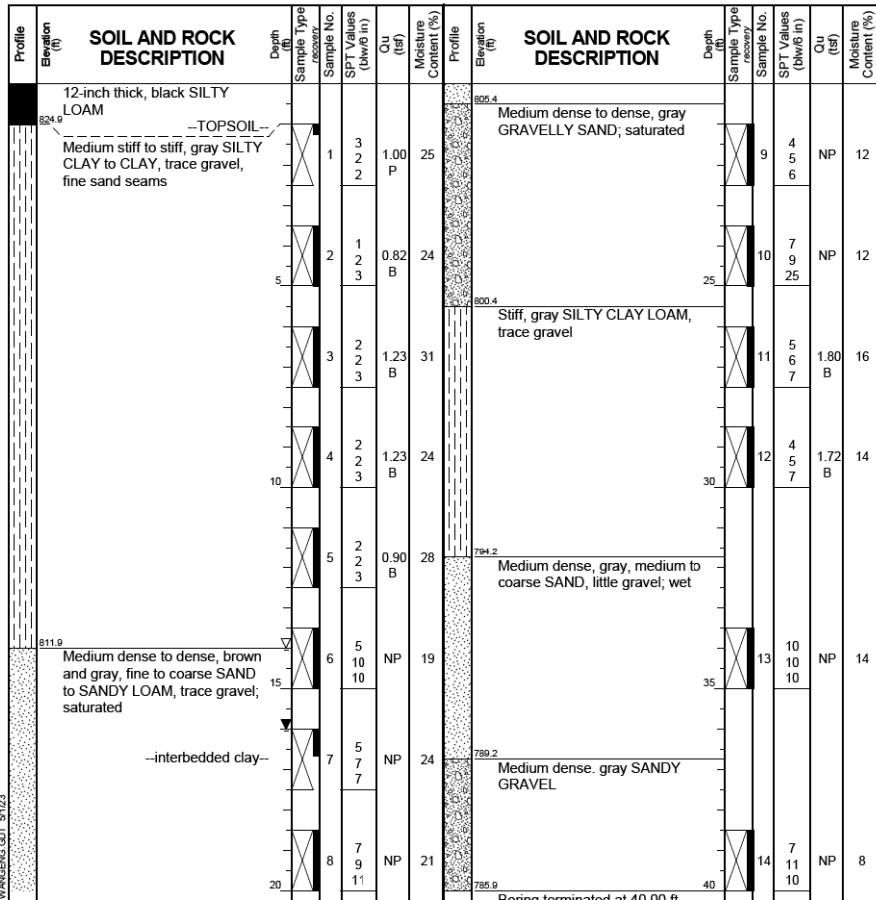 Profile
Elevation
(ft)
SOIL AND ROCK
DESCRIPTION
Depth
(ft)
Sample Type
recovery
Sample No.
SPT Values
(blw/6 in)
Qu
(tsf)
Moisture
Content (%)
12-inch thick, black SILTY
LOAM
824.9
--TOPSOIL--
Medium stiff to stiff, gray SILTY
CLAY to CLAY, trace gravel,
fine sand seams
1
3
2
2
1.00
P
25
2
1
2
3
0.82
B
24
5
3
2
2
3
1.23
B
31
4
2
2
3
1.23
B
24
10
5
2
2
3
0.90
B
28
811.9
Medium dense to dense, brown
and gray, fine to coarse SAND
to SANDY LOAM, trace gravel;
saturated
6
5
10
10
NP
19
15
--interbedded clay--
7
5
7
7
NP
24
8
7
9
11
NP
21
20
WANGENG.GDT 5/1/23
Profile
Elevation
(ft)
SOIL AND ROCK
DESCRIPTION
Depth
(ft)
Sample Type
recovery
Sample No.
SPT Values
(blw/6 in)
Qu
(tsf)
Moisture
Content (%)
805.4
Medium dense to dense, gray
GRAVELLY SAND; saturated
9
4
5
6
NP
12
10
7
9
25
NP
12
25
800.4
Stiff, gray SILTY CLAY LOAM,
trace gravel
11
5
6
7
1.80
B
16
12
4
5
7
1.72
B
14
30
794.2
Medium dense, gray, medium to
coarse SAND, little gravel; wet
13
10
10
10
NP
14
35
789.2
Medium dense. gray SANDY
GRAVEL
14
7
11
10
NP
8
40
785.9
Boring terminated at 40.00 ft